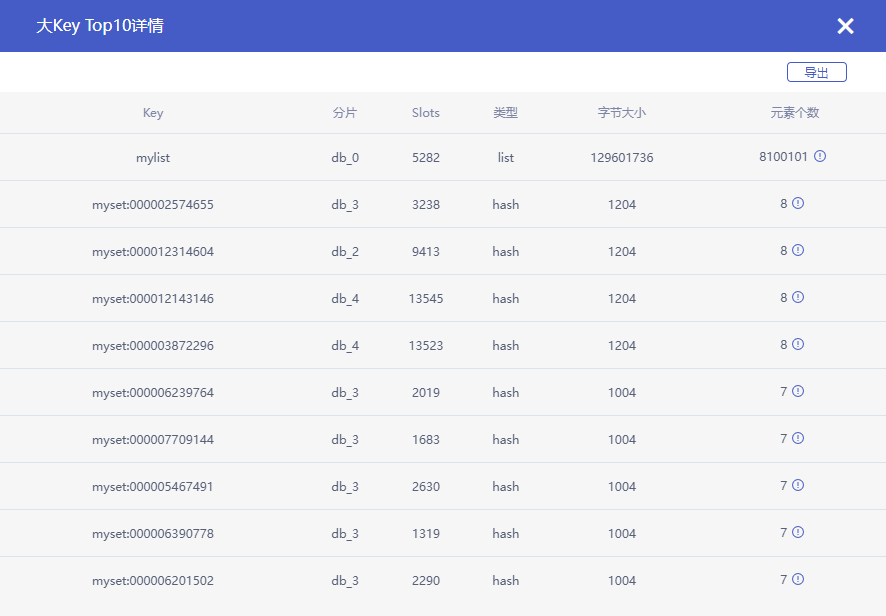 大Key Top10详情
导出
Key 分片 Slots 类型 字节大小 元素个数
mylist db_0 5282 list 129601736 8100101
myset:000002574655 db_3 3238 hash 1204 8
myset:000012314604 db_2 9413 hash 1204 8
myset:000012143146 db_4 13545 hash 1204 8
myset:000003872296 db_4 13523 hash 1204 8
myset:000006239764 db_3 2019 hash 1004 7
myset:000007709144 db_3 1683 hash 1004 7
myset:000005467491 db_3 2630 hash 1004 7
myset:000006390778 db_3 1319 hash 1004 7
myset:000006201502 db_3 2290 hash 1004 7